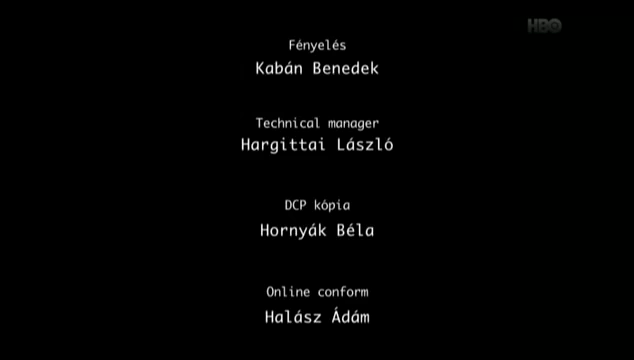 HBO
Fényelés
Kabán Benedek
Technical manager
Hargittai László
DCP kópia
Hornyák Béla
Online conform
Halász Ádám